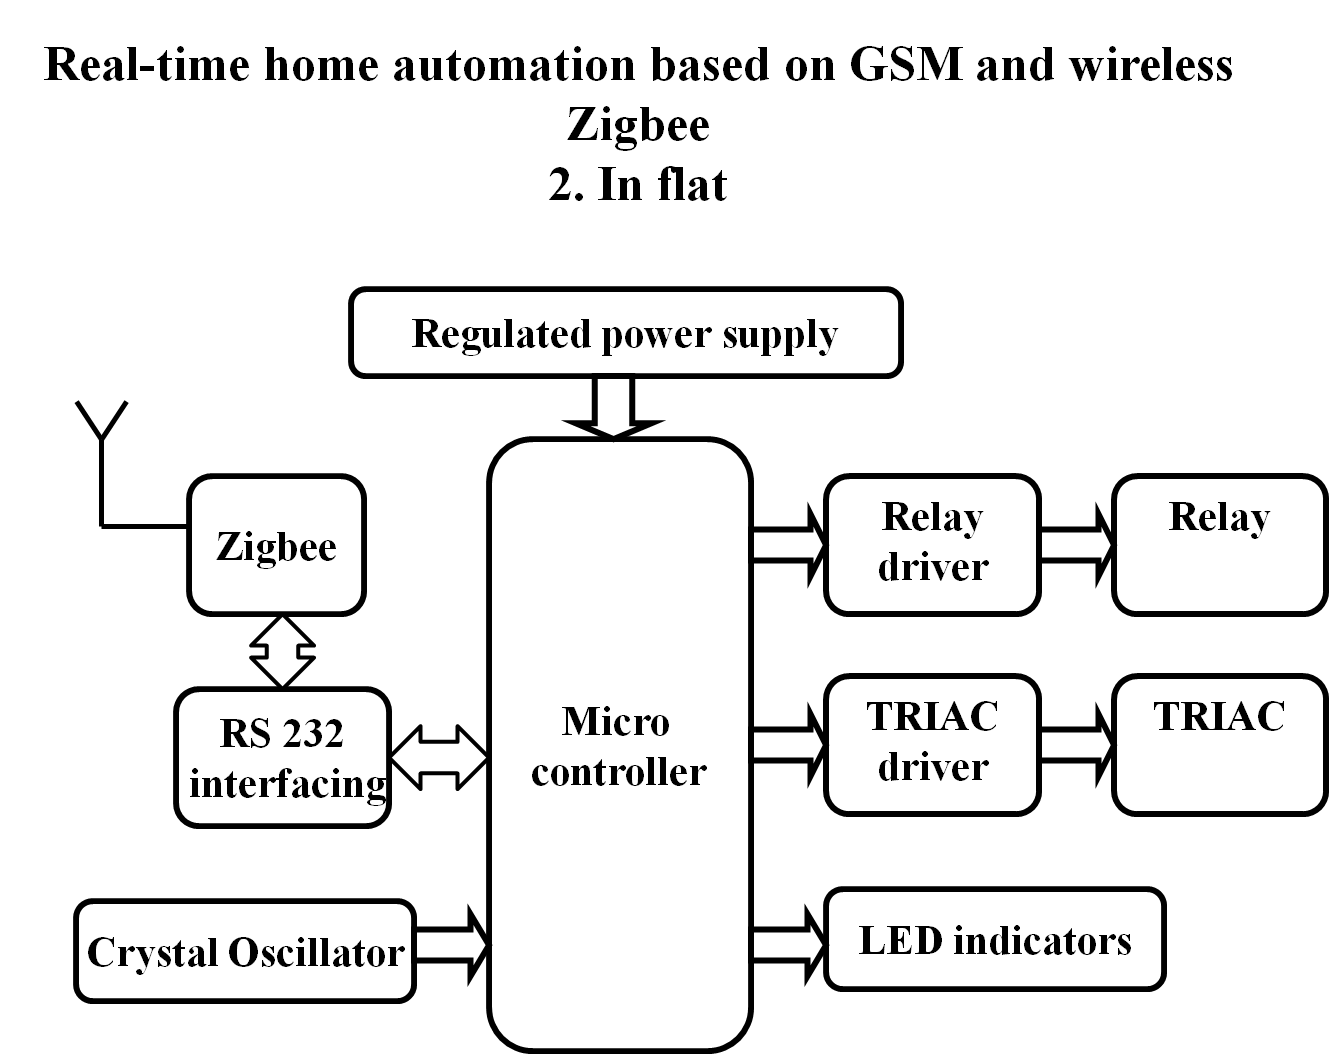 Real-time home automation based on GSM and wireless
Zigbee
2. In flat
Regulated power supply
Zigbee
RS 232
interfacing
Crystal Oscillator
Micro
controller
Relay
driver
Relay
TRIAC
driver
TRIAC
LED indicators